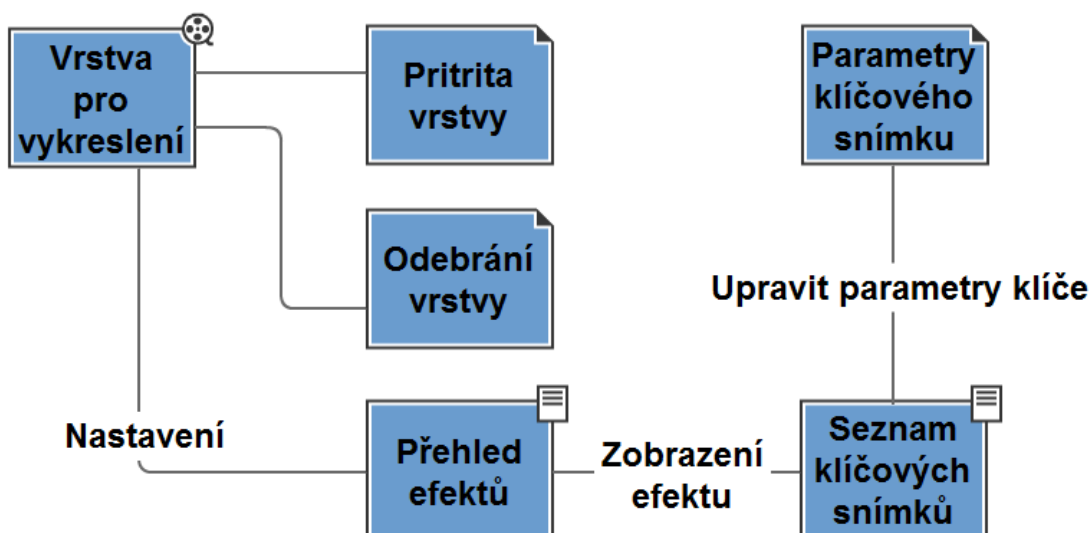 Vrstva
pro
vykreslení
Pritrita
vrstvy
Parametry
klíčového
snímku
Odebrání
vrstvy
Upravit parametry klíče
Nastavení
Přehled
efektů
Zobrazení
efektu
Seznam
klíčových
snímků